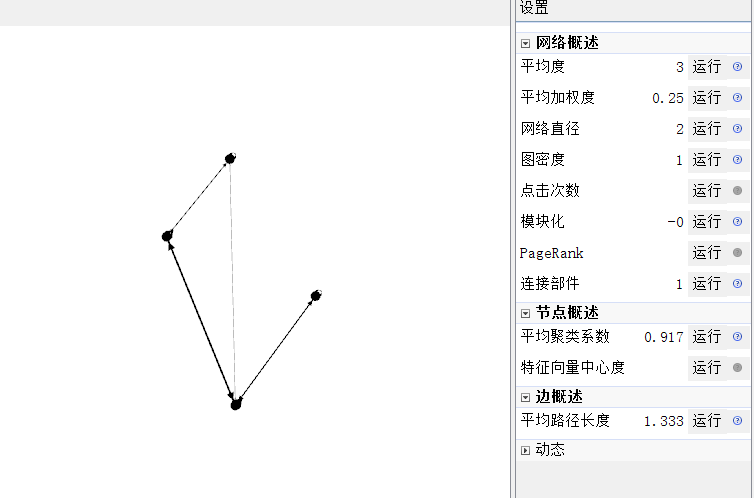 设置
网络概述
平均度 3 运行
平均加权度 0.25 运行
网络直径 2 运行
图密度 1 运行
点击次数 运行
模块化 -0 运行
PageRank 运行
连接部件 1 运行
节点概述
平均聚类系数 0.917 运行
特征向量中心度 运行
边概述
平均路径长度 1.333 运行
动态